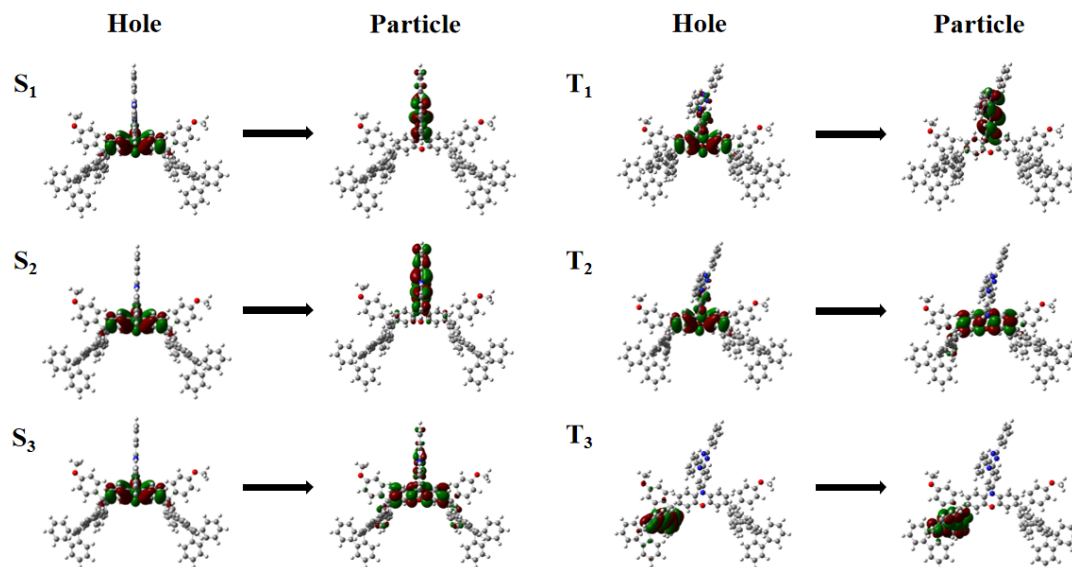 Hole Particle Hole Particle
S₁ T₁
S₂ T₂
S₃ T₃